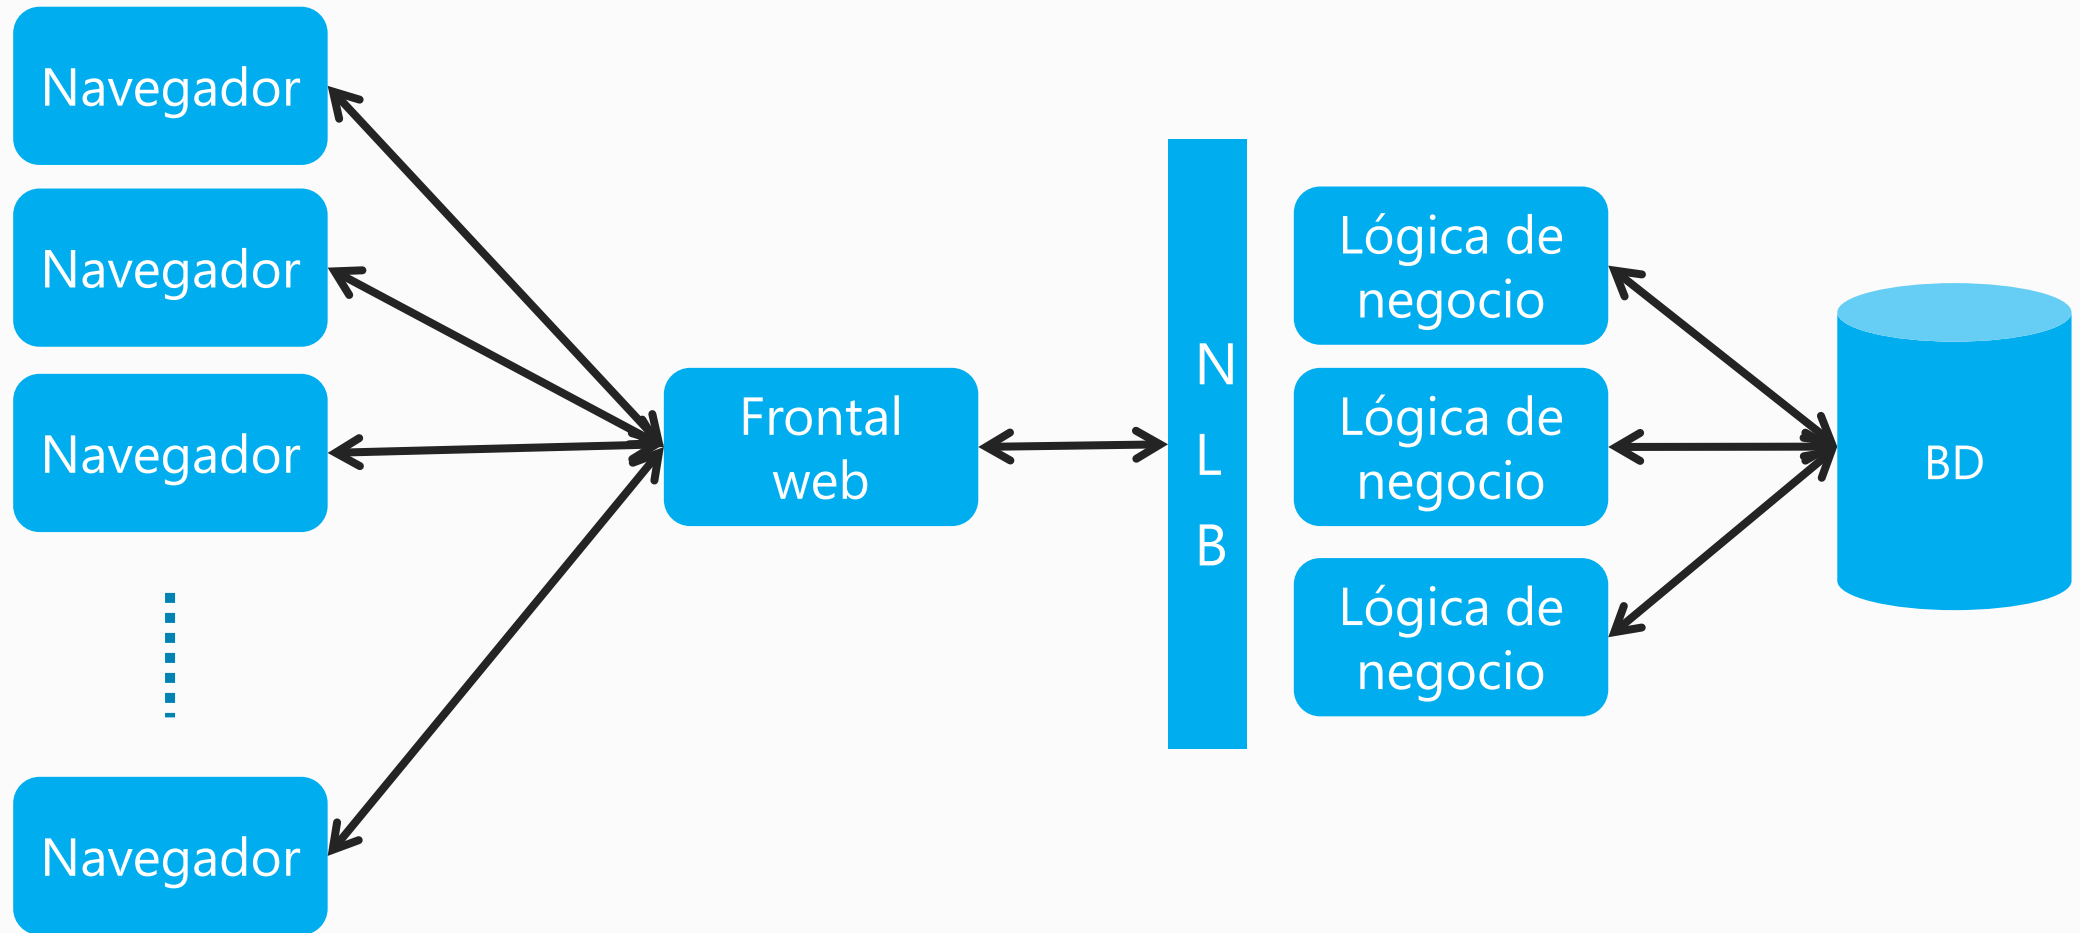 Navegador
Navegador
Navegador
Navegador
Frontal
web
N
L
B
Lógica de
negocio
Lógica de
negocio
Lógica de
negocio
BD